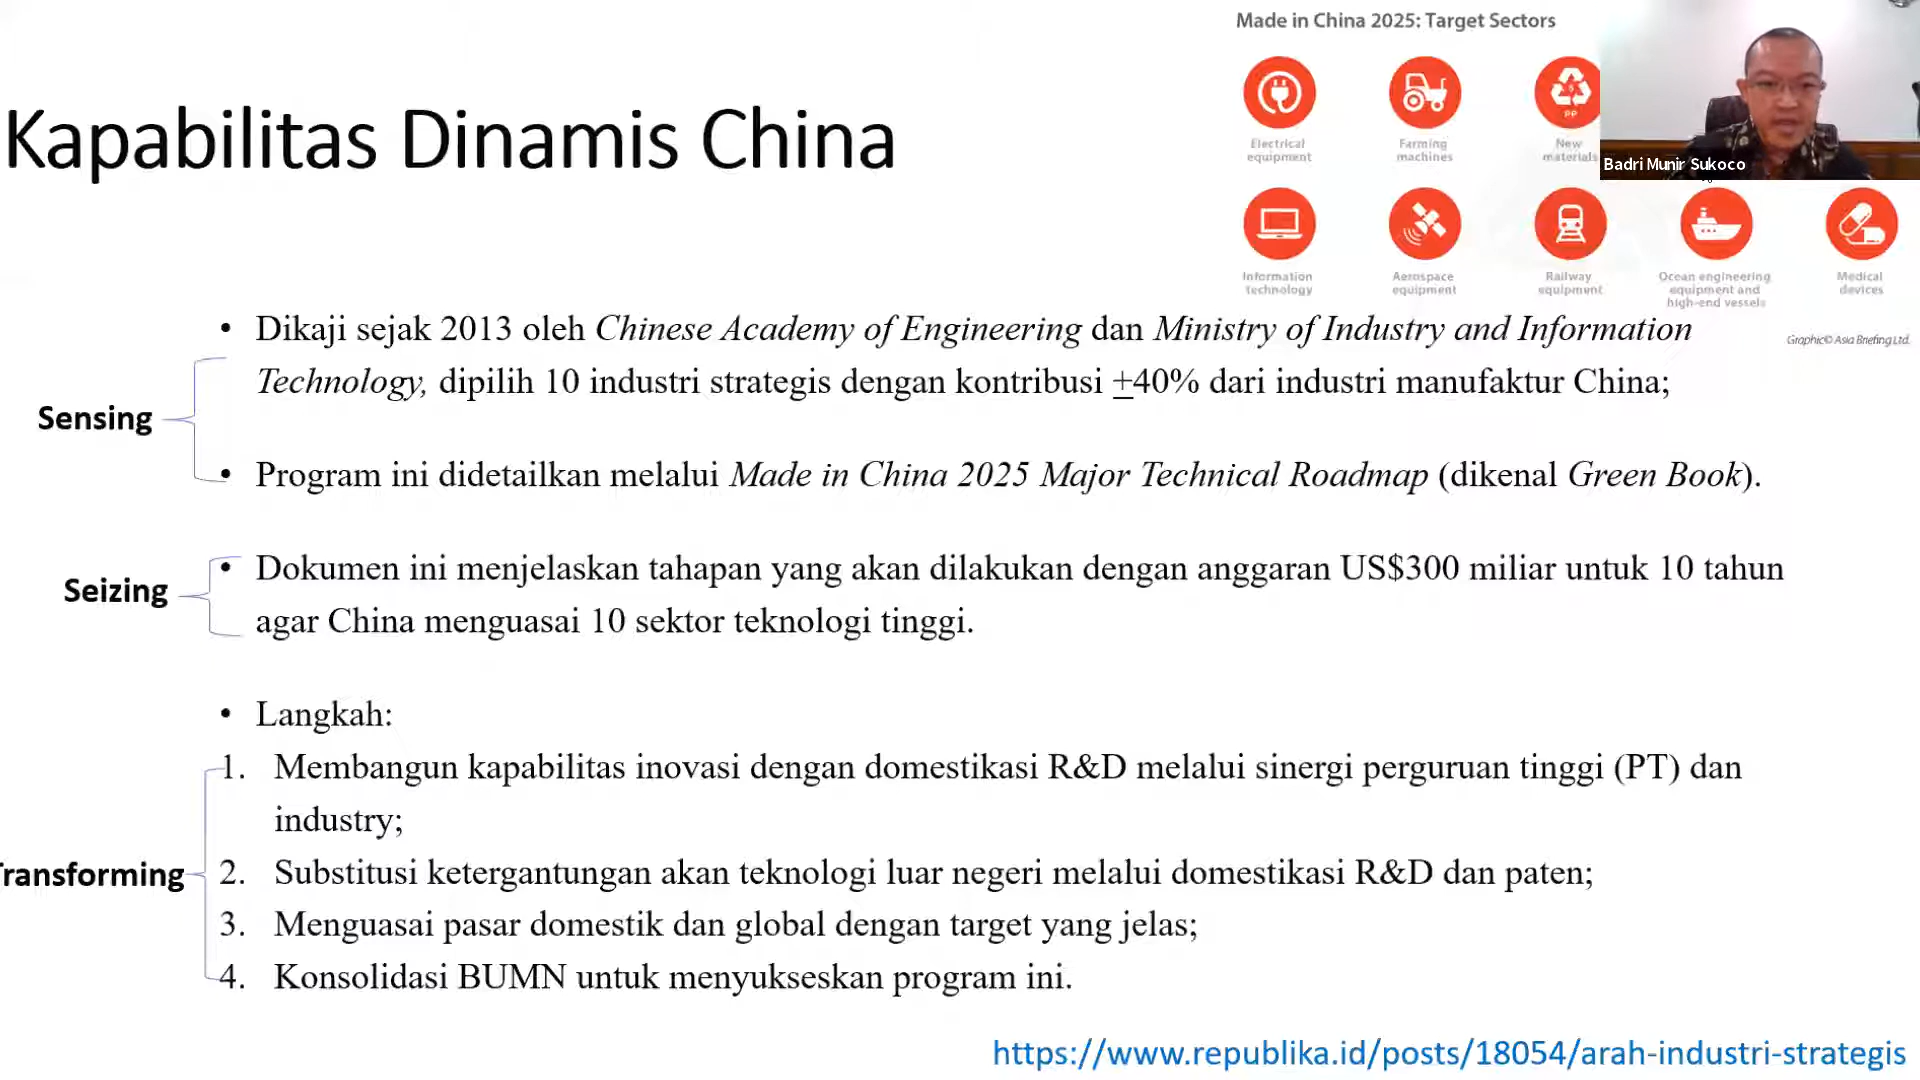 Made in China 2025: Target Sectors
Kapabilitas Dinamis China
Electrical
equipment
Farming
machines
New
materials
PP
Badri Munir Sukoco
Information
technology
Aerospace
equipment
Railway
equipment
Ocean engineering
equipment and
high-end vessels
Medical
devices
Graphic© Asia Briefing Ltd.
Sensing
• Dikaji sejak 2013 oleh Chinese Academy of Engineering dan Ministry of Industry and Information
Technology, dipilih 10 industri strategis dengan kontribusi +40% dari industri manufaktur China;
• Program ini didetailkan melalui Made in China 2025 Major Technical Roadmap (dikenal Green Book).
Seizing
• Dokumen ini menjelaskan tahapan yang akan dilakukan dengan anggaran US$300 miliar untuk 10 tahun
agar China menguasai 10 sektor teknologi tinggi.
• Langkah:
Transforming
1. Membangun kapabilitas inovasi dengan domestikasi R&D melalui sinergi perguruan tinggi (PT) dan
industry;
2. Substitusi ketergantungan akan teknologi luar negeri melalui domestikasi R&D dan paten;
3. Menguasai pasar domestik dan global dengan target yang jelas;
4. Konsolidasi BUMN untuk menyukseskan program ini.
https://www.republika.id/posts/18054/arah-industri-strategis